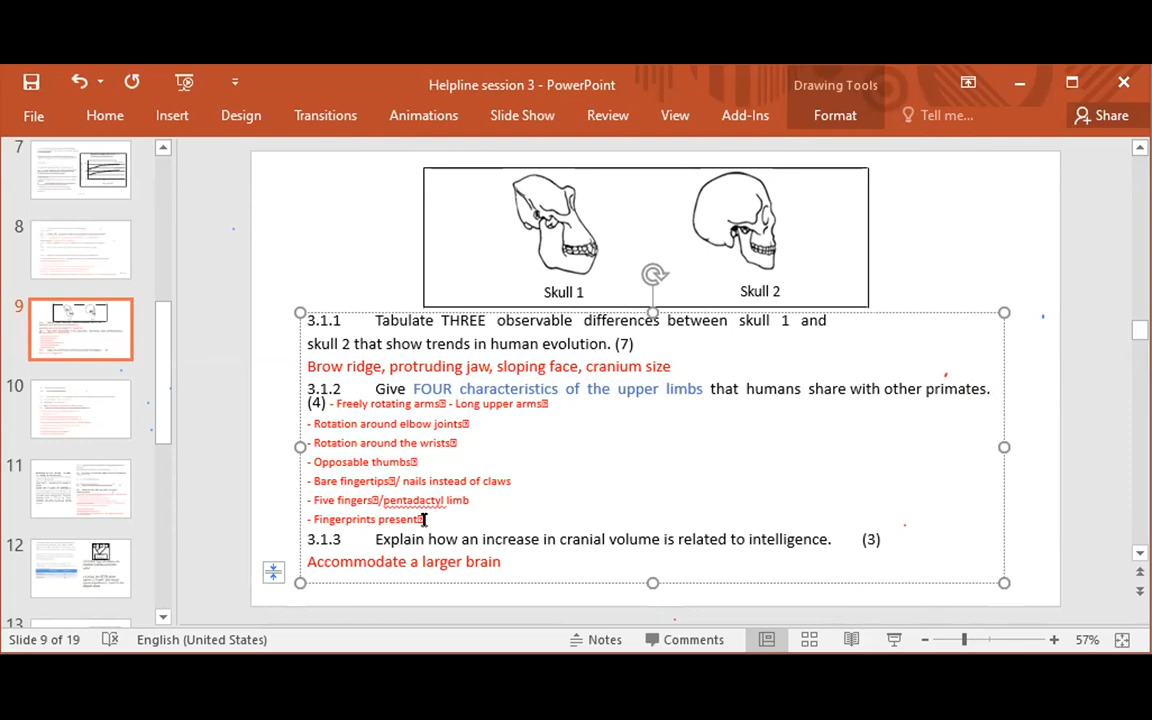 Helpline session 3 - PowerPoint
Drawing Tools
File Home Insert Design Transitions Animations Slide Show Review View Add-Ins Format Tell me... Share
7
8
9
10
11
12
13
Skull 1 Skull 2
3.1.1 Tabulate THREE observable differences between skull 1 and
skull 2 that show trends in human evolution. (7)
Brow ridge, protruding jaw, sloping face, cranium size
3.1.2 Give FOUR characteristics of the upper limbs that humans share with other primates.
(4) - Freely rotating arms - Long upper arms
- Rotation around elbow joints
- Rotation around the wrists
- Opposable thumbs
- Bare fingertips / nails instead of claws
- Five fingers /pentadactyl limb
- Fingerprints present
3.1.3 Explain how an increase in cranial volume is related to intelligence. (3)
Accommodate a larger brain
Slide 9 of 19 English (United States) Notes Comments 57%